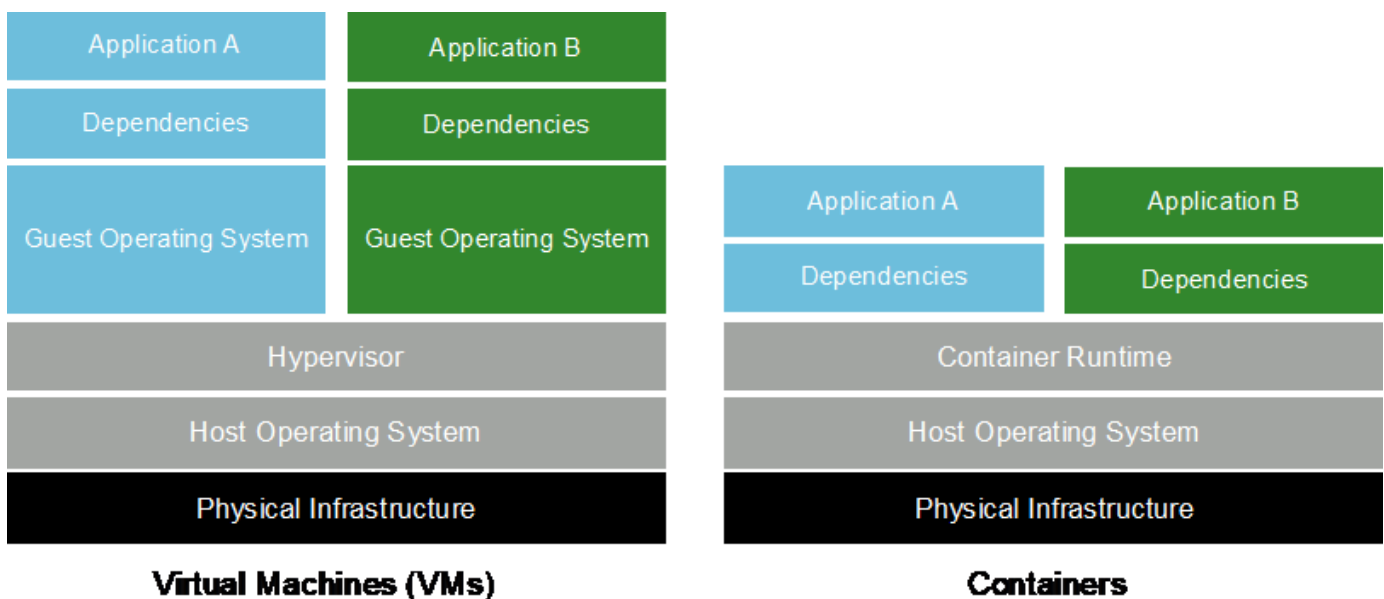 Application A
Application B
Dependencies
Dependencies
Guest Operating System
Guest Operating System
Hypervisor
Host Operating System
Physical Infrastructure
Virtual Machines (VMs)
Application A
Application B
Dependencies
Dependencies
Container Runtime
Host Operating System
Physical Infrastructure
Containers